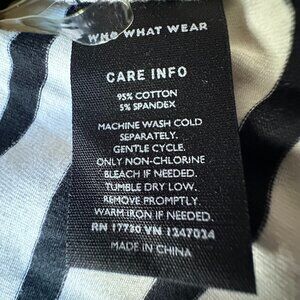 WHO WHAT WEAR
CARE INFO
95% COTTON
5% SPANDEX
MACHINE WASH COLD
SEPARATELY.
GENTLE CYCLE.
ONLY NON-CHLORINE
BLEACH IF NEEDED.
TUMBLE DRY LOW.
REMOVE PROMPTLY.
WARM IRON IF NEEDED.
RN 17730 VN 1247024
MADE IN CHINA